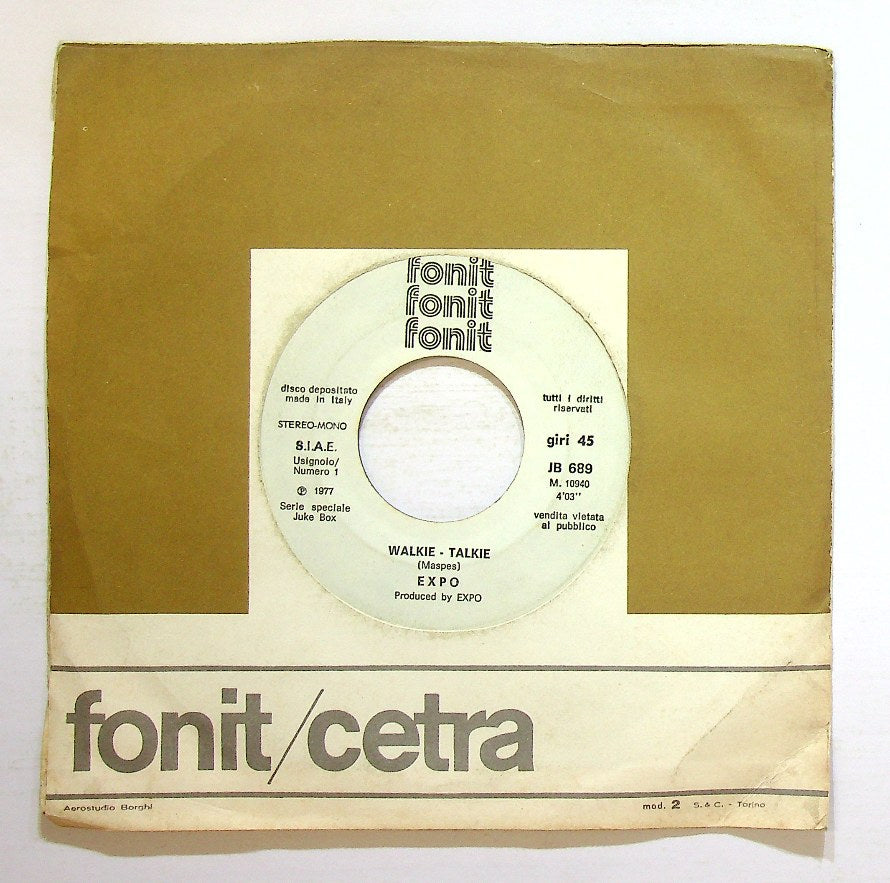 fonit
fonit
fonit
disco depositato
made in Italy
STEREO-MONO
S.I.A.E.
Usignolo/
Numero 1
℗ 1977
Serie speciale
Juke Box
tutti i diritti
riservati
giri 45
JB 689
M. 10940
4'03''
vendita vietata
al pubblico
WALKIE - TALKIE
(Maspes)
EXPO
Produced by EXPO
fonit/cetra
Aerostudio Borghi
mod. 2 S. & C. - Torino